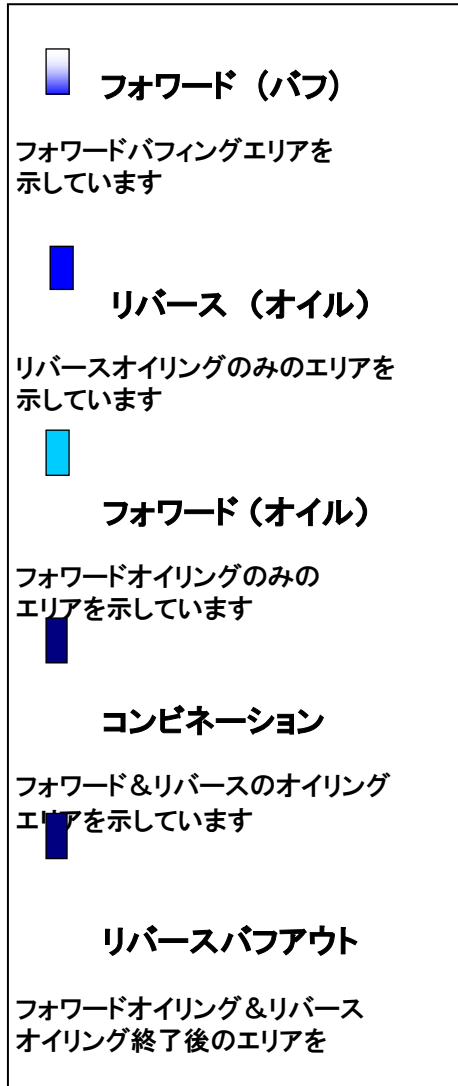 フォワード (バフ)
フォワードバフィングエリアを
示しています
リバース (オイル)
リバースオイリングのみのエリアを
示しています
フォワード (オイル)
フォワードオイリングのみの
エリアを示しています
コンビネーション
フォワード＆リバースのオイリング
エリアを示しています
リバースバフアウト
フォワードオイリング＆リバース
オイリング終了後のエリアを